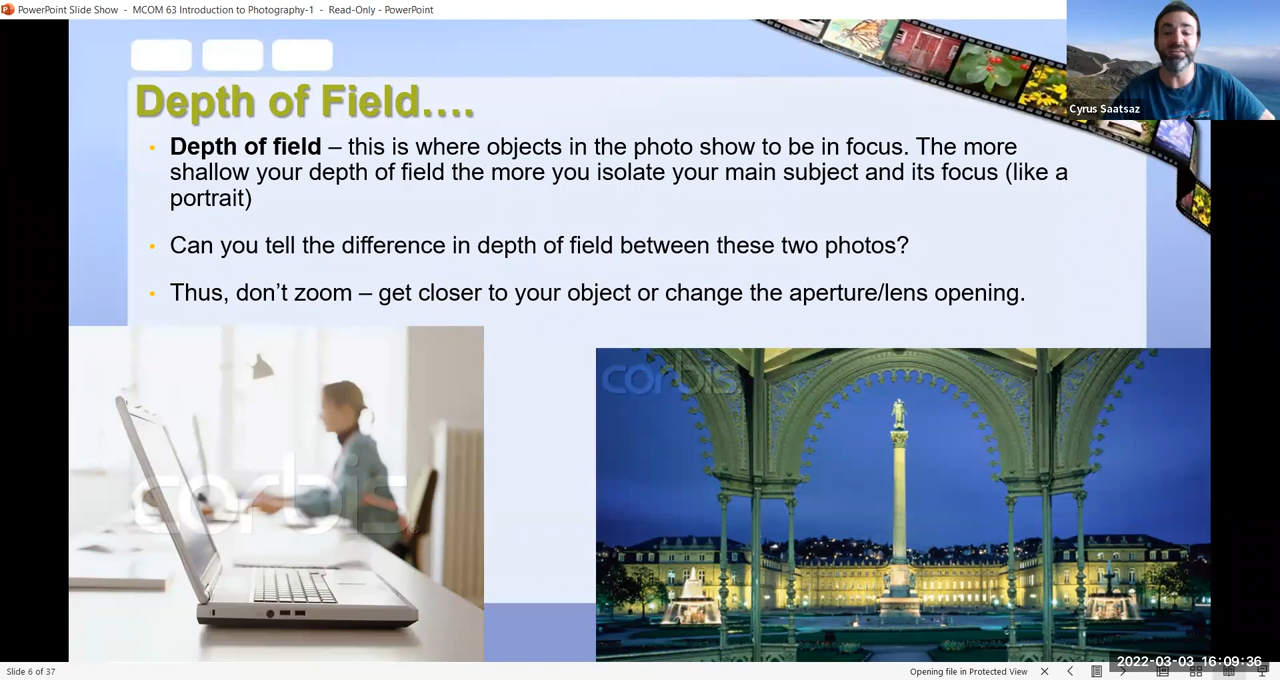 PowerPoint Slide Show - MCOM 63 Introduction to Photography-1 - Read-Only - PowerPoint
Cyrus Saatsaz
Depth of Field….
• Depth of field – this is where objects in the photo show to be in focus. The more
shallow your depth of field the more you isolate your main subject and its focus (like a
portrait)
• Can you tell the difference in depth of field between these two photos?
• Thus, don’t zoom – get closer to your object or change the aperture/lens opening.
corbis
corbis
Slide 6 of 37
Opening file in Protected View
2022-03-03 16:09:36